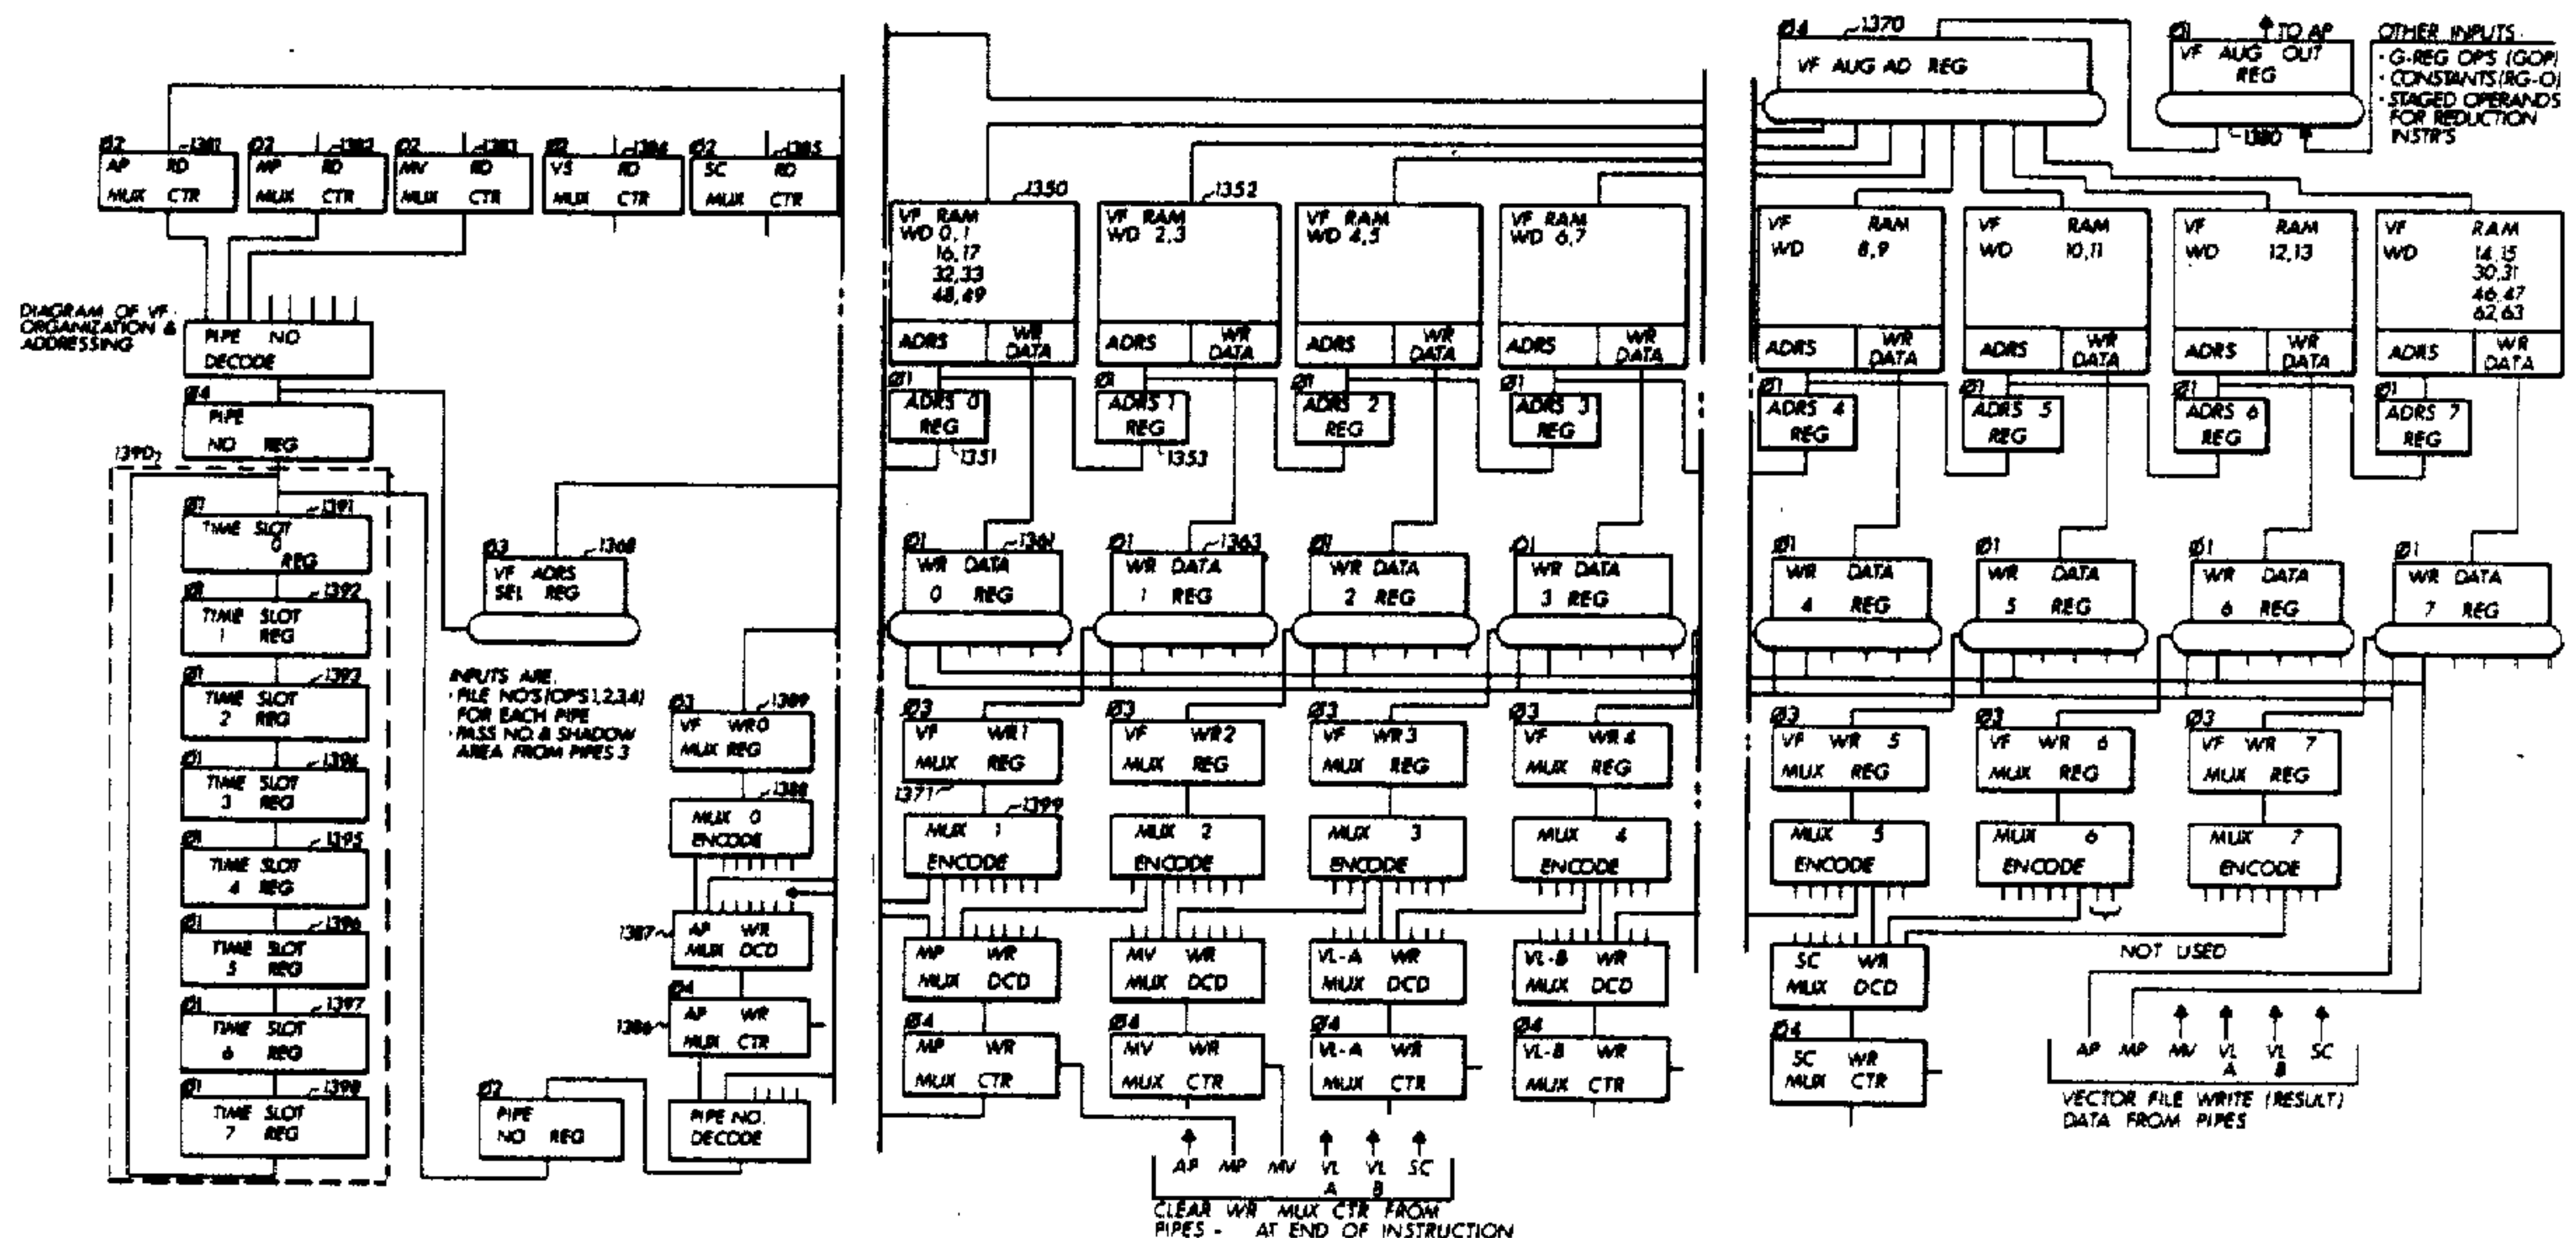 Ø4 1370
VF AUG AD REG
Ø1 TO AP
VF AUG OUT
REG
1380
OTHER INPUTS
· G-REG OPS (GOP)
· CONSTANTS (RG-O)
· STAGED OPERANDS
FOR REDUCTION
INSTR'S
Ø2 1381
AP RD
MUX CTR
Ø2 1382
MP RD
MUX CTR
Ø2 1383
MV RD
MUX CTR
Ø2 1384
VS RD
MUX CTR
Ø2 1385
SC RD
MUX CTR
DIAGRAM OF VF
ORGANIZATION &
ADDRESSING
PIPE NO
DECODE
Ø4
PIPE
NO REG
1390
Ø1 1391
TIME SLOT
0
REG
Ø1 1392
TIME SLOT
1 REG
Ø1 1393
TIME SLOT
2 REG
Ø1 1394
TIME SLOT
3 REG
Ø1 1395
TIME SLOT
4 REG
Ø1 1396
TIME SLOT
5 REG
Ø1 1397
TIME SLOT
6 REG
Ø1 1398
TIME SLOT
7 REG
Ø3 1368
VF ADRS
SEL REG
INPUTS ARE
· FILE NO'S (OPS 1,2,3,4)
FOR EACH PIPE
· PASS NO. & SHADOW
AREA FROM PIPES 3
Ø3 1389
VF WR0
MUX REG
1388
MUX 0
ENCODE
1387
AP WR
MUX DCD
Ø4
1386
AP WR
MUX CTR
PIPE NO.
DECODE
Ø2
PIPE
NO REG
1350
VF RAM
WD 0,1
16,17
32,33
48,49
ADRS WR
DATA
1352
VF RAM
WD 2,3
ADRS WR
DATA
VF RAM
WD 4,5
ADRS WR
DATA
VF RAM
WD 6,7
ADRS WR
DATA
VF RAM
WD 8,9
ADRS WR
DATA
VF RAM
WD 10,11
ADRS WR
DATA
VF RAM
WD 12,13
ADRS WR
DATA
VF RAM
WD 14,15
30,31
46,47
62,63
ADRS WR
DATA
Ø1
ADRS 0
REG
1351
Ø1
ADRS 1
REG
1353
Ø1
ADRS 2
REG
Ø1
ADRS 3
REG
Ø1
ADRS 4
REG
Ø1
ADRS 5
REG
Ø1
ADRS 6
REG
Ø1
ADRS 7
REG
Ø1 1361
WR DATA
0 REG
Ø1 1363
WR DATA
1 REG
Ø1
WR DATA
2 REG
Ø1
WR DATA
3 REG
Ø1
WR DATA
4 REG
Ø1
WR DATA
5 REG
Ø1
WR DATA
6 REG
Ø1
WR DATA
7 REG
Ø3
VF WR1
MUX REG
1371
Ø3
VF WR2
MUX REG
Ø3
VF WR3
MUX REG
Ø3
VF WR4
MUX REG
Ø3
VF WR 5
MUX REG
Ø3
VF WR 6
MUX REG
Ø3
VF WR 7
MUX REG
1399
MUX 1
ENCODE
MUX 2
ENCODE
MUX 3
ENCODE
MUX 4
ENCODE
MUX 5
ENCODE
MUX 6
ENCODE
MUX 7
ENCODE
NOT USED
MP WR
MUX DCD
MV WR
MUX DCD
VL-A WR
MUX DCD
VL-B WR
MUX DCD
SC WR
MUX DCD
Ø4
MP WR
MUX CTR
Ø4
MV WR
MUX CTR
Ø4
VL-A WR
MUX CTR
Ø4
VL-B WR
MUX CTR
Ø4
SC WR
MUX CTR
AP MP MV VL A VL B SC
CLEAR WR MUX CTR FROM
PIPES - AT END OF INSTRUCTION
AP MP MV VL A VL B SC
VECTOR FILE WRITE (RESULT)
DATA FROM PIPES